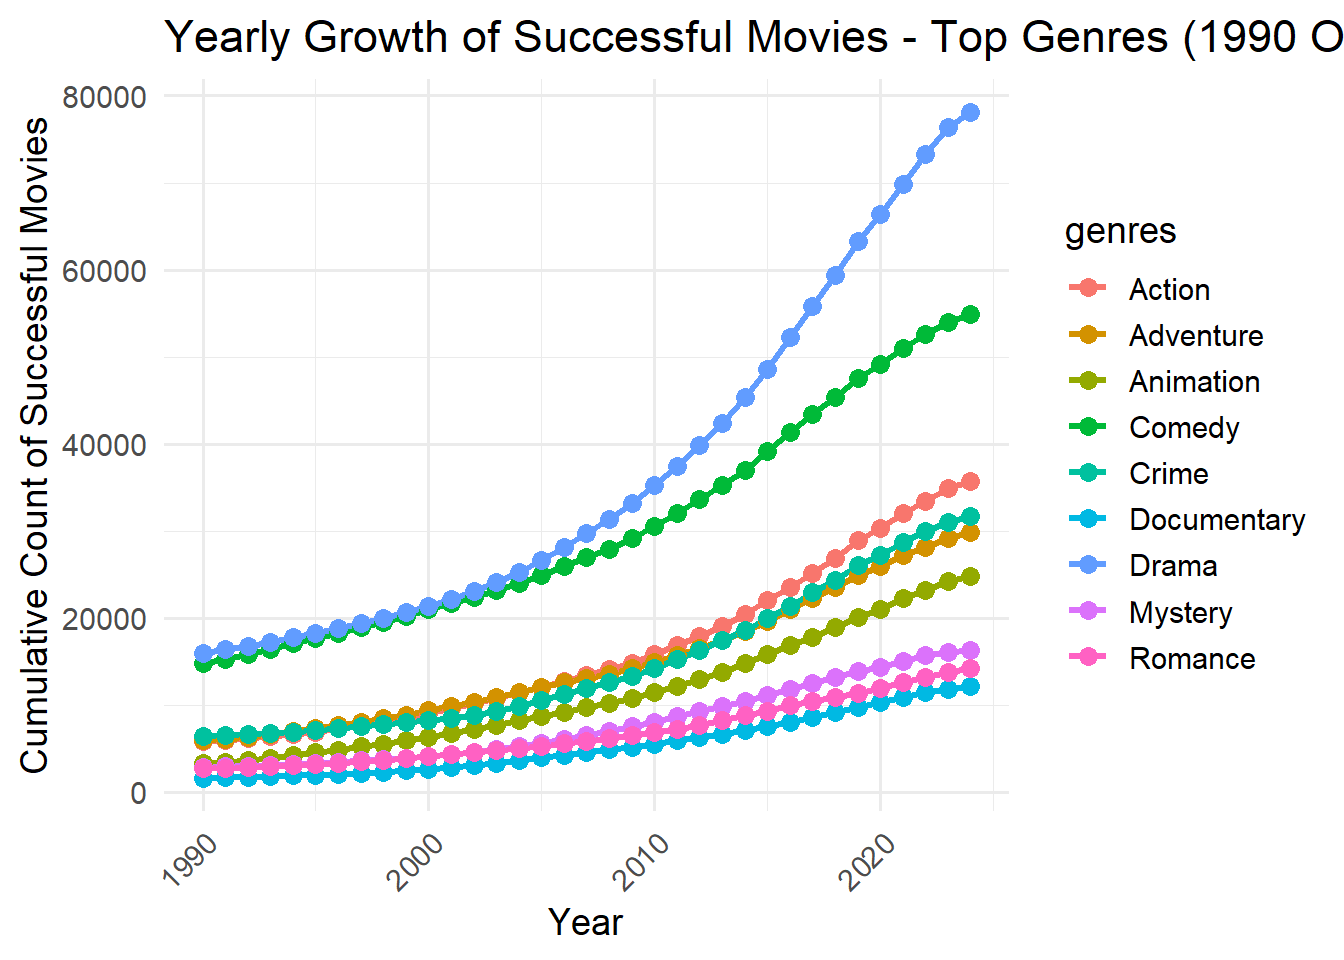 Yearly Growth of Successful Movies - Top Genres (1990 O
Cumulative Count of Successful Movies
80000
60000
40000
20000
0
1990
2000
2010
2020
Year
genres
Action
Adventure
Animation
Comedy
Crime
Documentary
Drama
Mystery
Romance